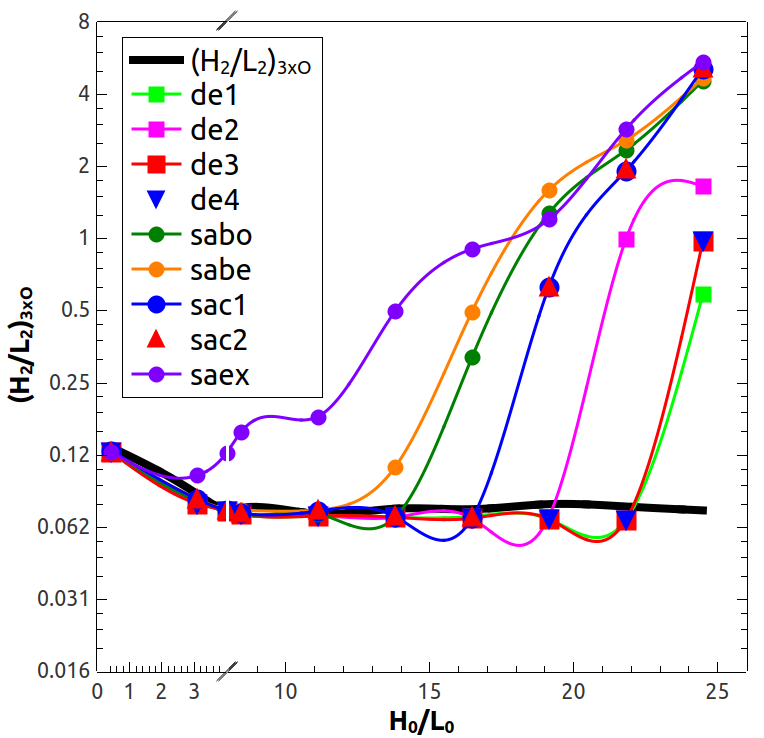 8
4
2
1
0.5
0.25
0.12
0.062
0.031
0.016
(H₂/L₂)₃ₓO
(H₂/L₂)₃ₓO
de1
de2
de3
de4
sabo
sabe
sac1
sac2
saex
0 1 2 3 10 15 20 25
H₀/L₀